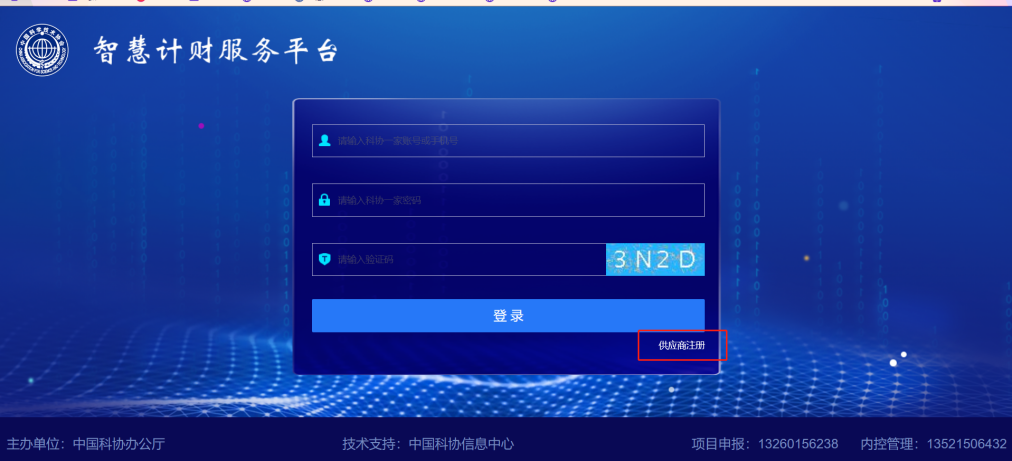 智慧计财服务平台
请输入科协一家账号或手机号
请输入科协一家密码
请输入验证码
3N2D
登录
供应商注册
主办单位：中国科协办公厅
技术支持：中国科协信息中心
项目申报：13260156238
内控管理：13521506432